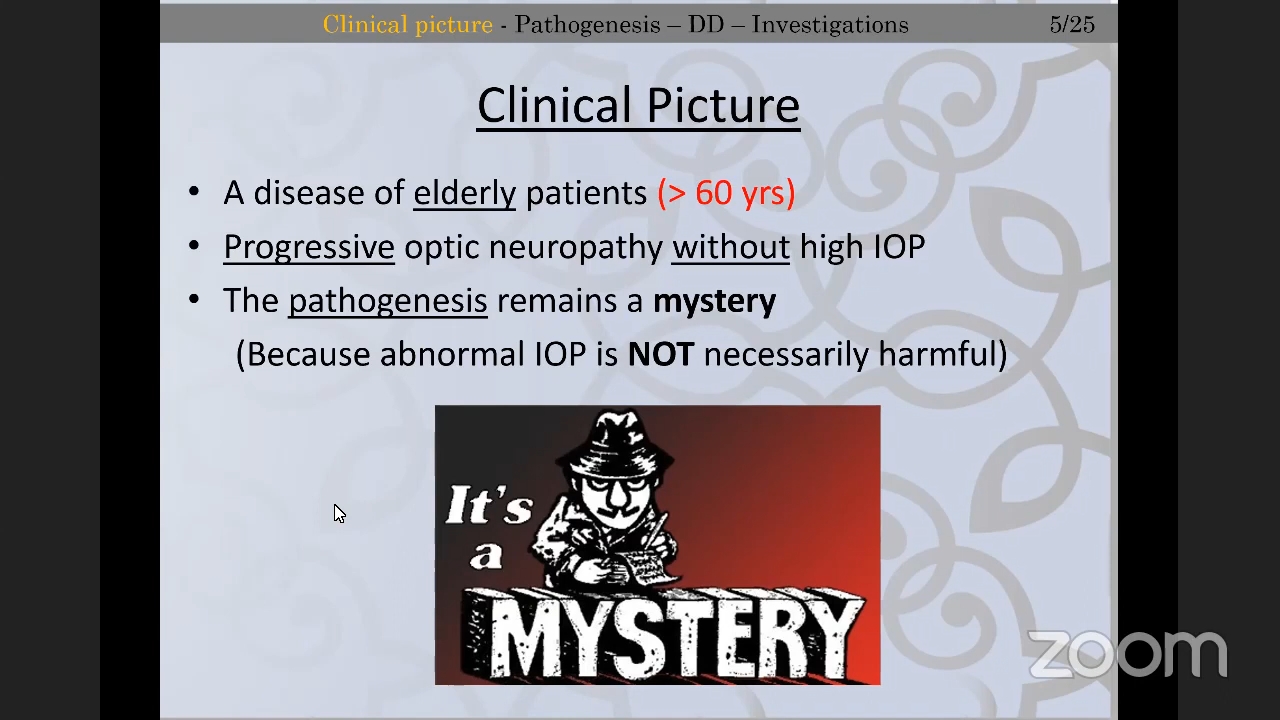 Clinical picture - Pathogenesis – DD – Investigations 5/25
Clinical Picture
• A disease of elderly patients (> 60 yrs)
• Progressive optic neuropathy without high IOP
• The pathogenesis remains a mystery
(Because abnormal IOP is NOT necessarily harmful)
It's
a
MYSTERY
zoom